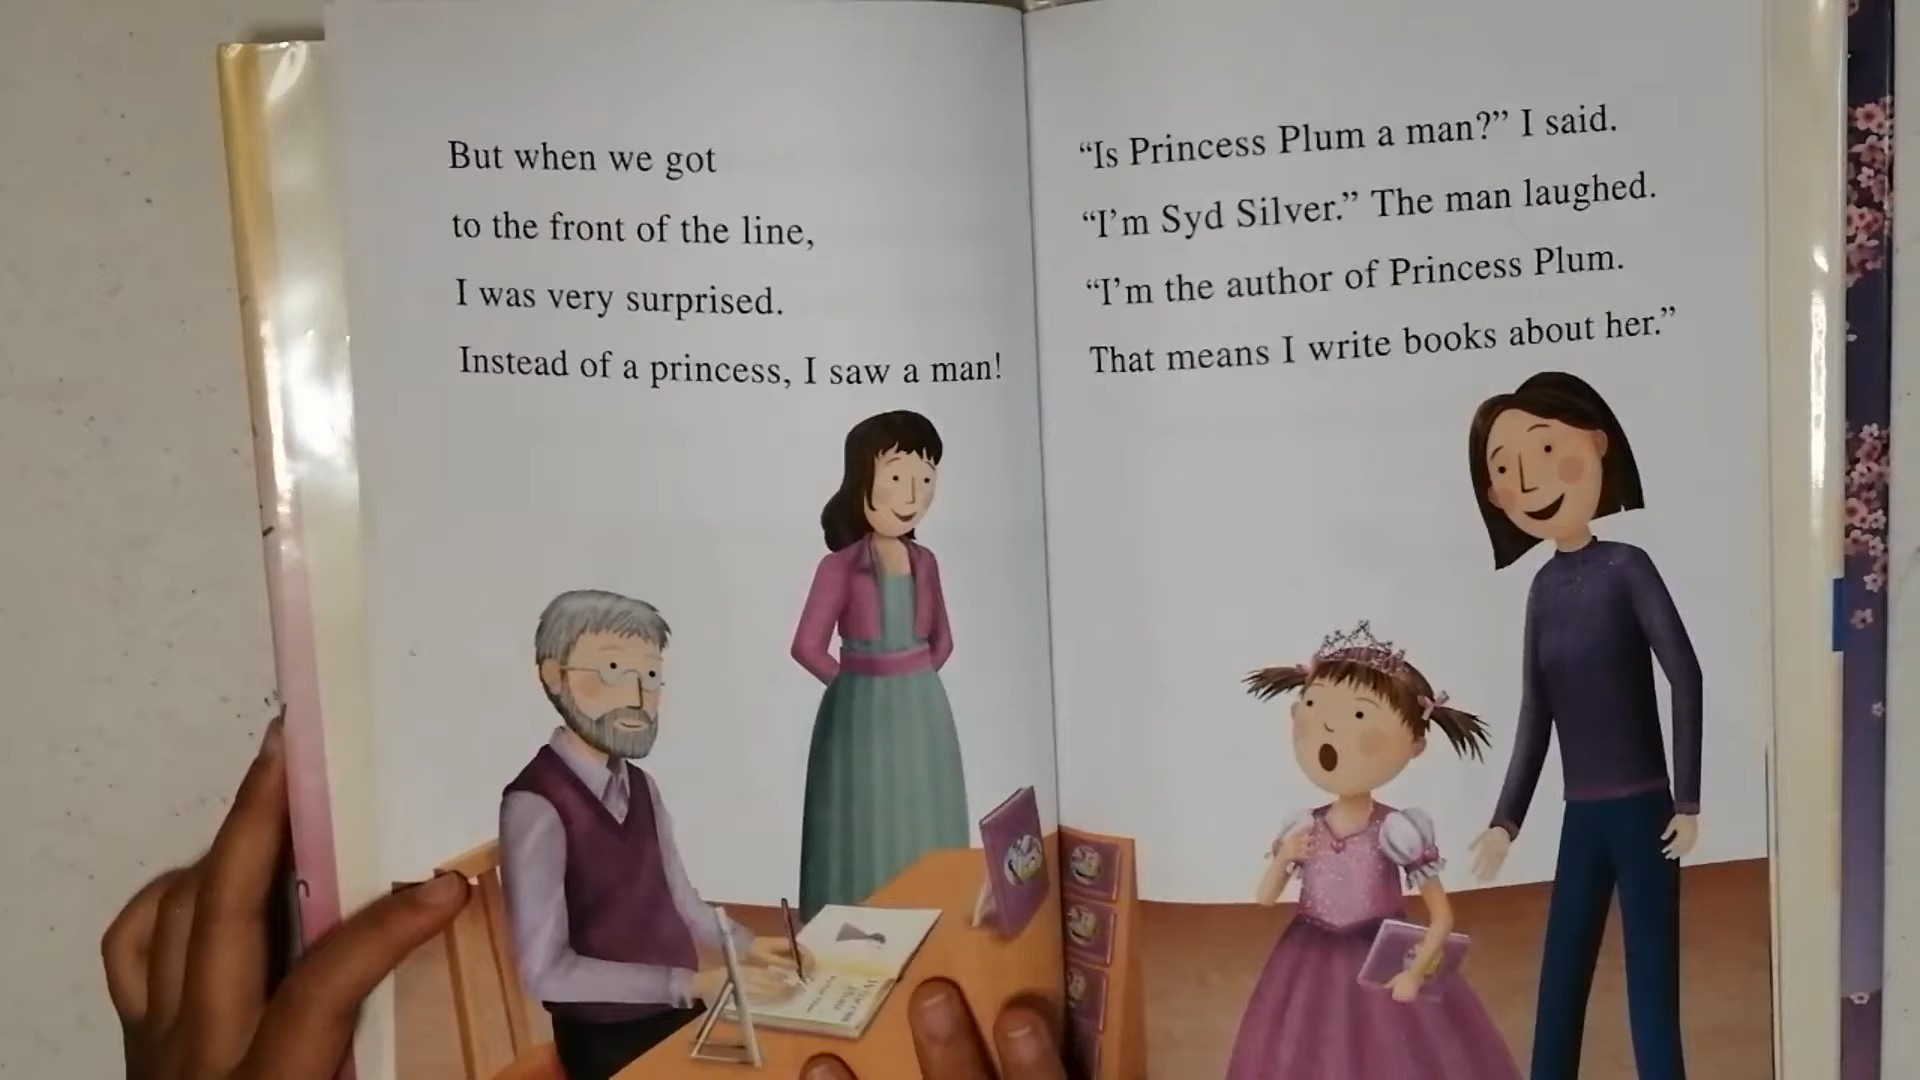 But when we got
to the front of the line,
I was very surprised.
Instead of a princess, I saw a man!
“Is Princess Plum a man?” I said.
“I’m Syd Silver.” The man laughed.
“I’m the author of Princess Plum.
That means I write books about her.”